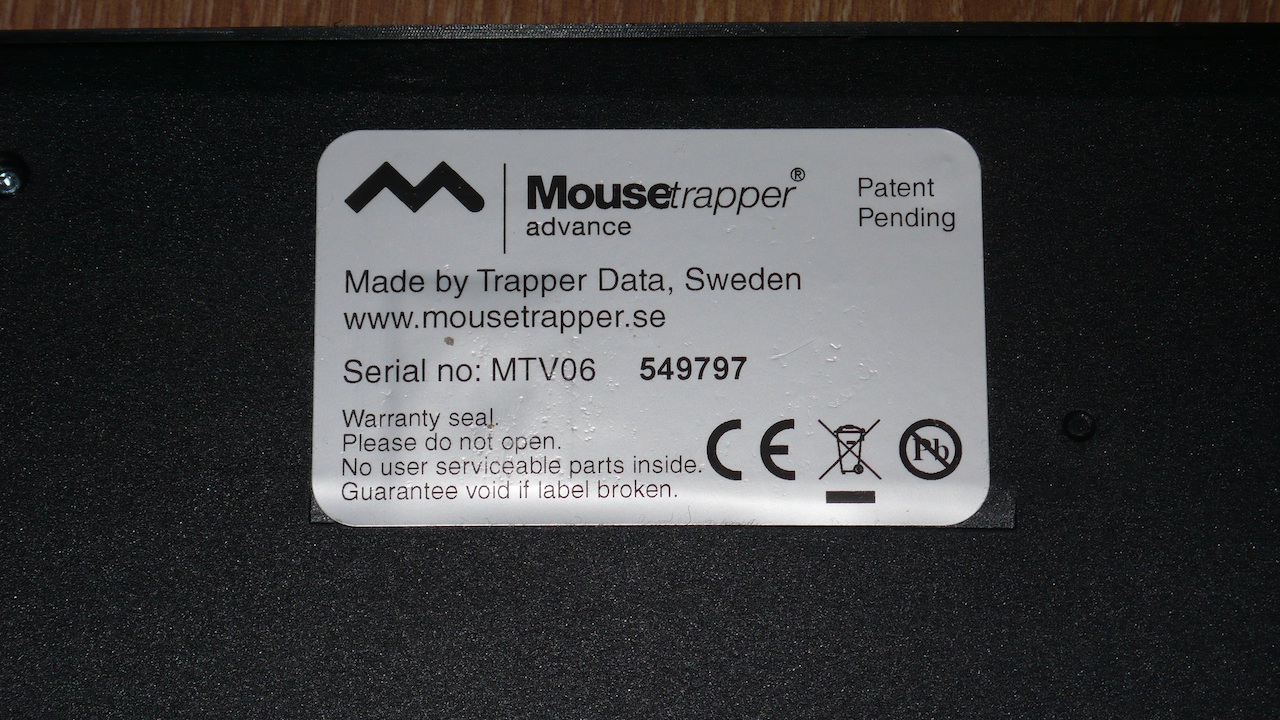 Mousetrapper®
advance
Patent
Pending
Made by Trapper Data, Sweden
www.mousetrapper.se
Serial no: MTV06 549797
Warranty seal.
Please do not open.
No user serviceable parts inside.
Guarantee void if label broken.
CE
Pb